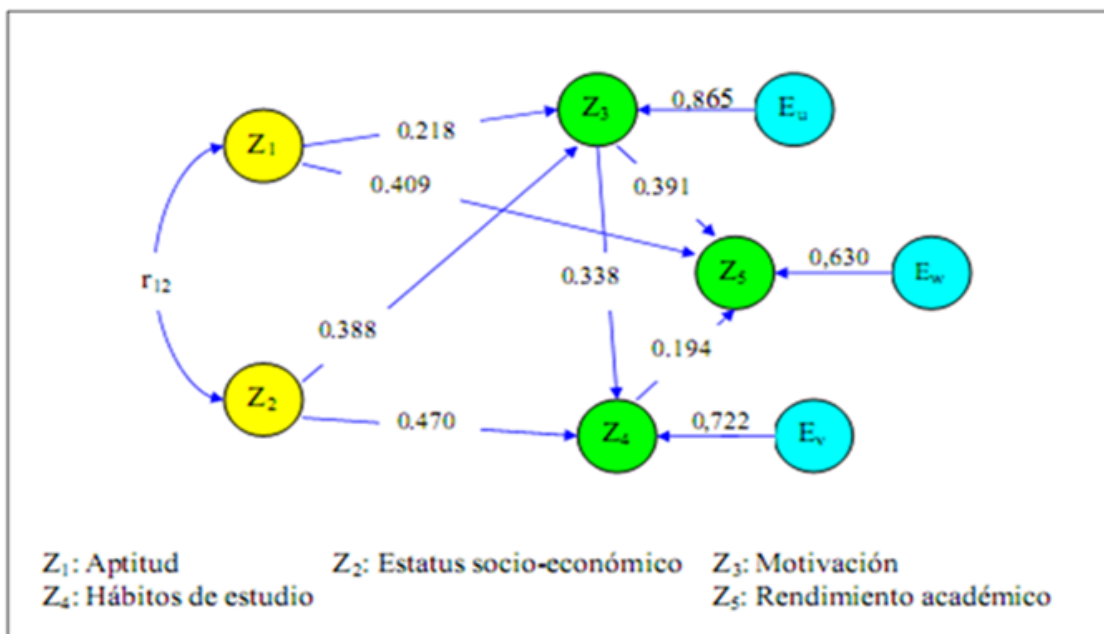 Z₃ 0,865 Eᵤ
Z₁ 0.218
0.409 0.391
r₁₂ 0.338 Z₅ 0,630 E_w
0.388 0.194
Z₂ 0.470 Z₄ 0,722 Eᵥ
Z₁: Aptitud Z₂: Estatus socio-económico Z₃: Motivación
Z₄: Hábitos de estudio Z₅: Rendimiento académico